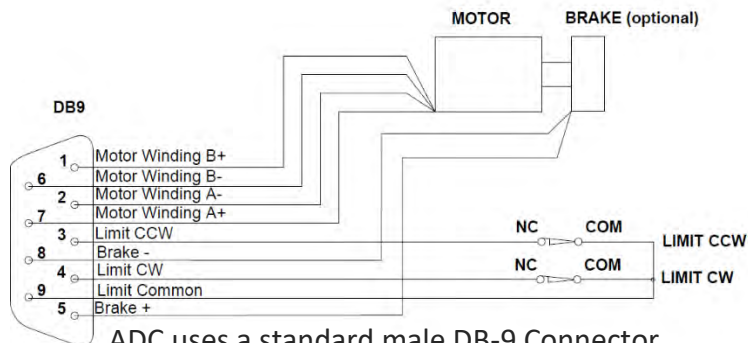 MOTOR
BRAKE (optional)
DB9
1 Motor Winding B+
6 Motor Winding B-
2 Motor Winding A-
7 Motor Winding A+
3 Limit CCW
8 Brake -
4 Limit CW
9 Limit Common
5 Brake +
NC COM LIMIT CCW
NC COM LIMIT CW
ADC uses a standard male DB-9 Connector